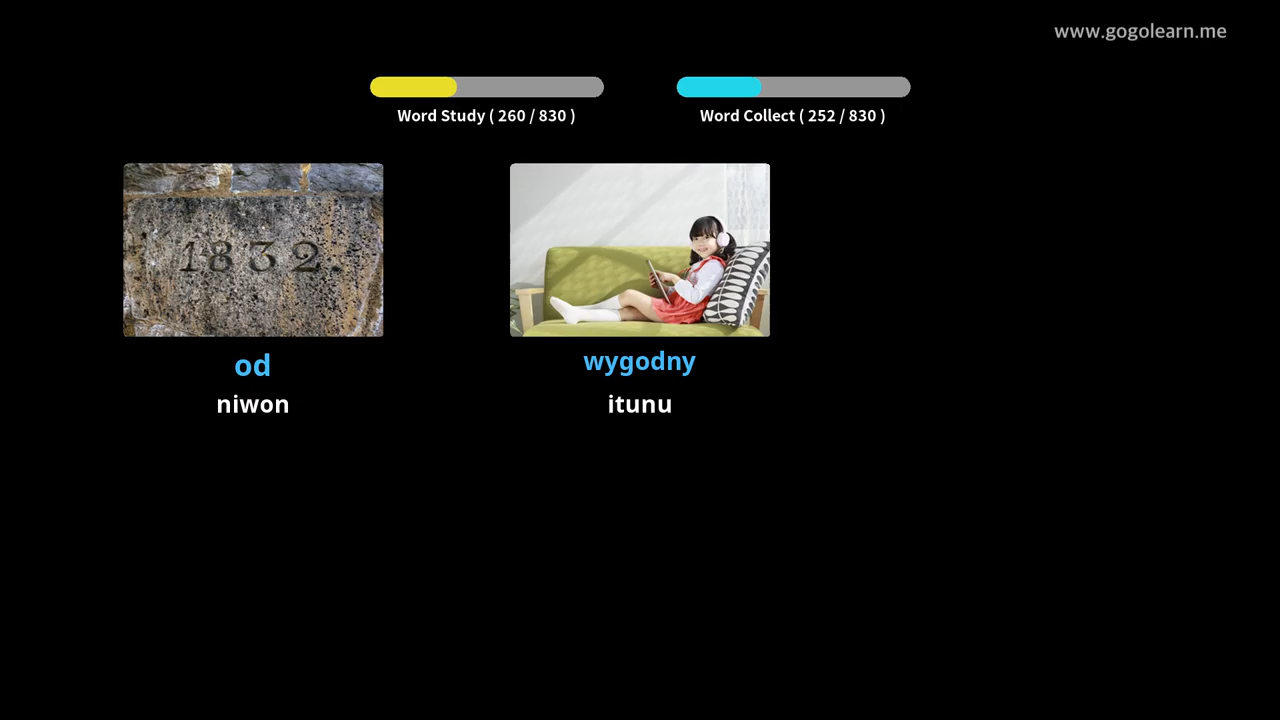 www.gogolearn.me
Word Study ( 260 / 830 )
Word Collect ( 252 / 830 )
1832.
od
wygodny
niwon
itunu